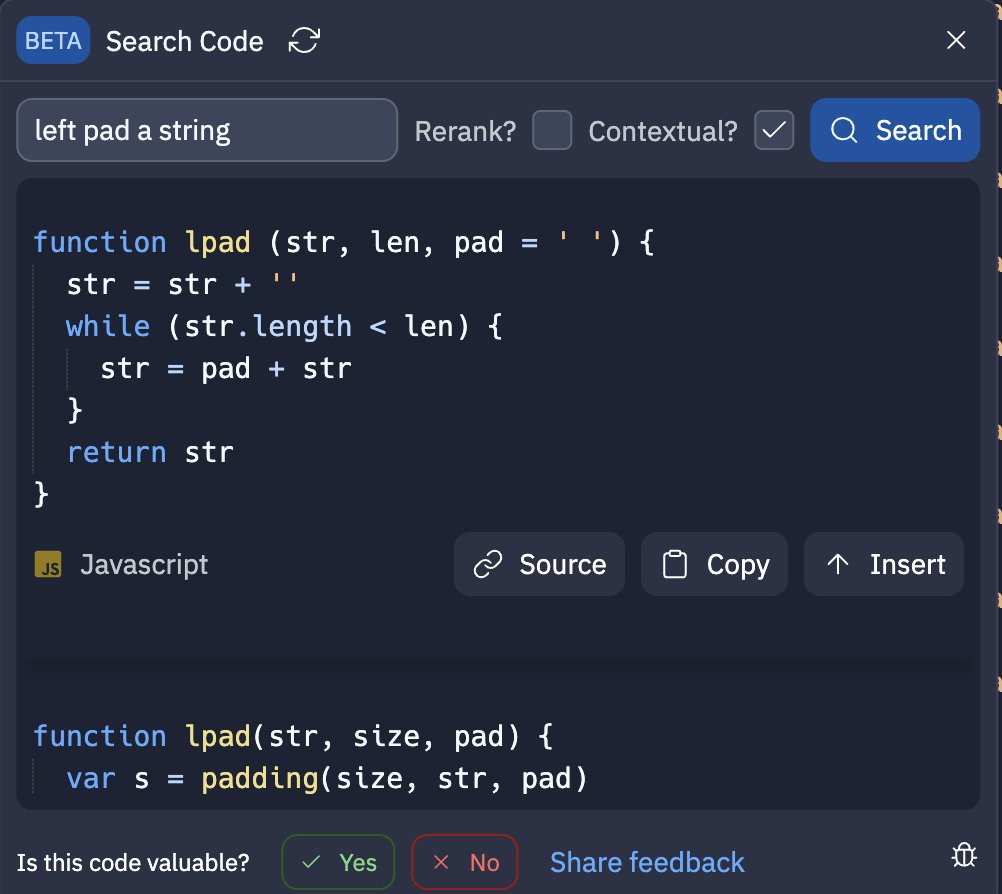 BETA Search Code
left pad a string Rerank? Contextual? Search
function lpad (str, len, pad = ' ') {
  str = str + ''
  while (str.length < len) {
    str = pad + str
  }
  return str
}
JS Javascript Source Copy Insert
function lpad(str, size, pad) {
  var s = padding(size, str, pad)
Is this code valuable? Yes No Share feedback